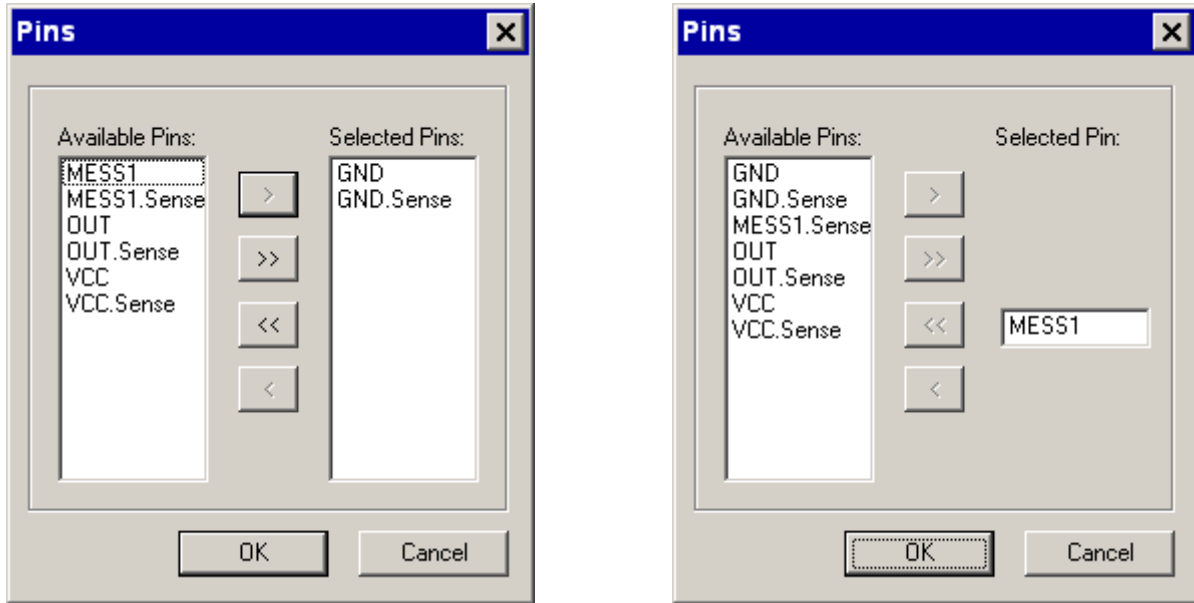 Pins
Available Pins:
Selected Pins:
MESS1
MESS1.Sense
OUT
OUT.Sense
VCC
VCC.Sense
>
>>
<<
<
GND
GND.Sense
OK
Cancel
Pins
Available Pins:
Selected Pin:
GND
GND.Sense
MESS1.Sense
OUT
OUT.Sense
VCC
VCC.Sense
>
>>
<<
<
MESS1
OK
Cancel